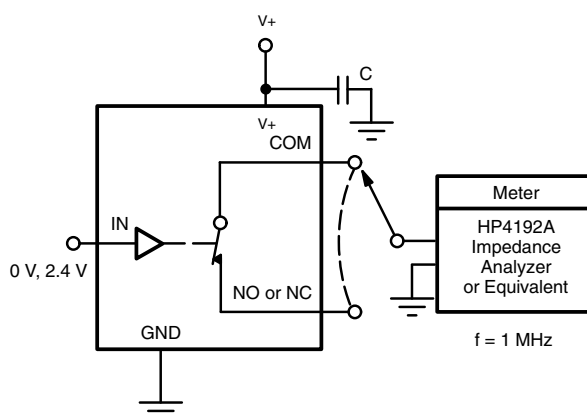 V+
C
V+
COM
IN
0 V, 2.4 V
NO or NC
GND
Meter
HP4192A
Impedance
Analyzer
or Equivalent
f = 1 MHz